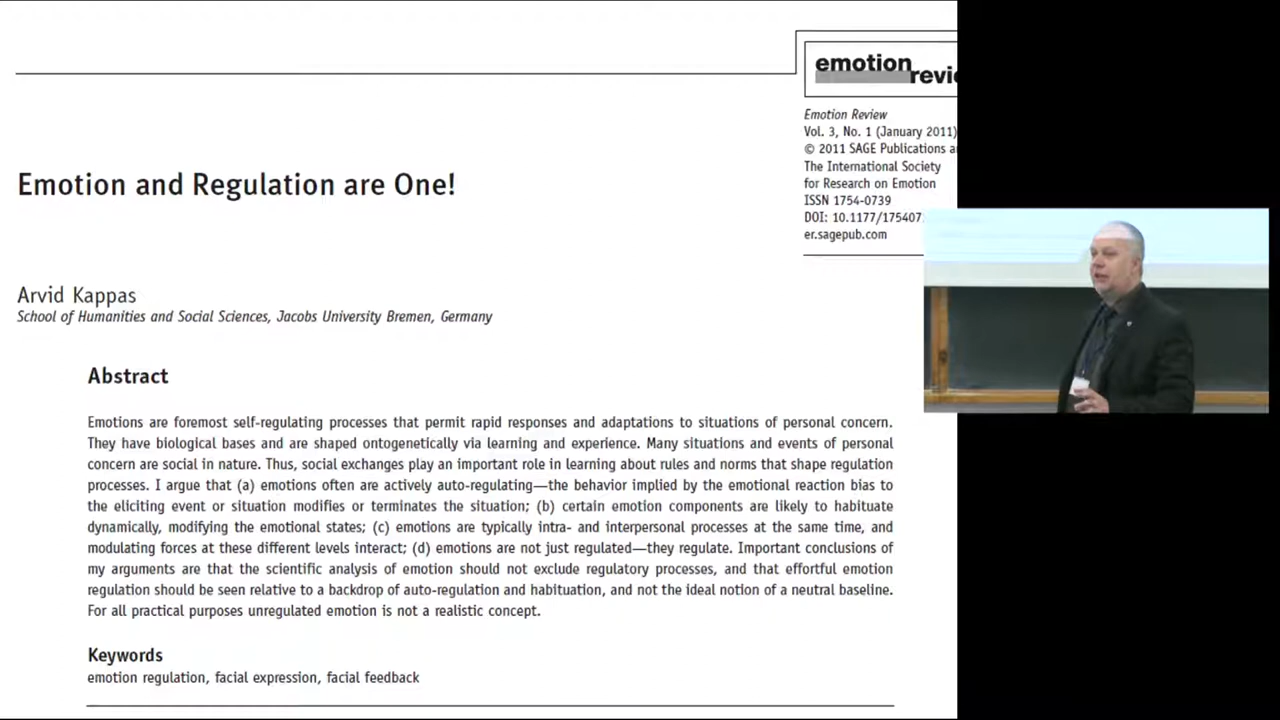 emotion
Emotion Review
Vol. 3, No. 1 (January 2011)
© 2011 SAGE Publications
The International Society
for Research on Emotion
ISSN 1754-0739
DOI:
er.sagepub.com
Emotion and Regulation are One!
Arvid Kappas
School of Humanities and Social Sciences, Jacobs University Bremen, Germany
Abstract
Emotions are foremost self-regulating processes that permit rapid responses and adaptations to situations of personal concern.
They have biological bases and are shaped ontogenetically via learning and experience. Many situations and events of personal
concern are social in nature. Thus, social exchanges play an important role in learning about rules and norms that shape regulation
processes. I argue that (a) emotions often are actively auto-regulating—the behavior implied by the emotional reaction bias to
the eliciting event or situation modifies or terminates the situation; (b) certain emotion components are likely to habituate
dynamically, modifying the emotional states; (c) emotions are typically intra- and interpersonal processes at the same time, and
modulating forces at these different levels interact; (d) emotions are not just regulated—they regulate. Important conclusions of
my arguments are that the scientific analysis of emotion should not exclude regulatory processes, and that effortful emotion
regulation should be seen relative to a backdrop of auto-regulation and habituation, and not the ideal notion of a neutral baseline.
For all practical purposes unregulated emotion is not a realistic concept.
Keywords
emotion regulation, facial expression, facial feedback